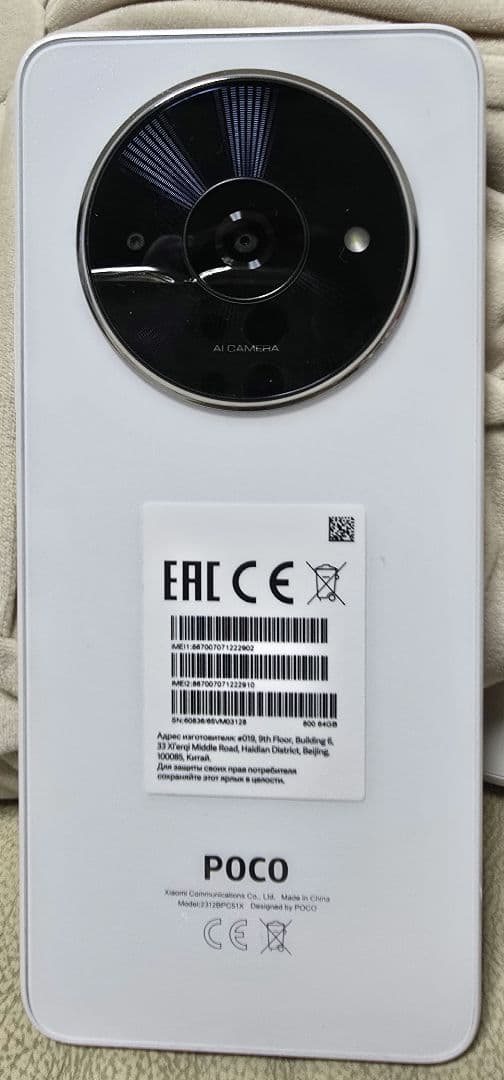 AI CAMERA
EAC CE
IMEI1:867007071222902
IMEI2:867007071222910
SN:60836/65VM03128 600 64GB
Адрес изготовителя: #019, 9th Floor, Building 6,
33 Xi'erqi Middle Road, Haidian District, Beijing,
100085, Китай.
Для защиты своих прав потребителя
сохраняйте этот ярлык в целости.
POCO
Xiaomi Communications Co., Ltd. Made in China
Model:2312BPC51X Designed by POCO
CE